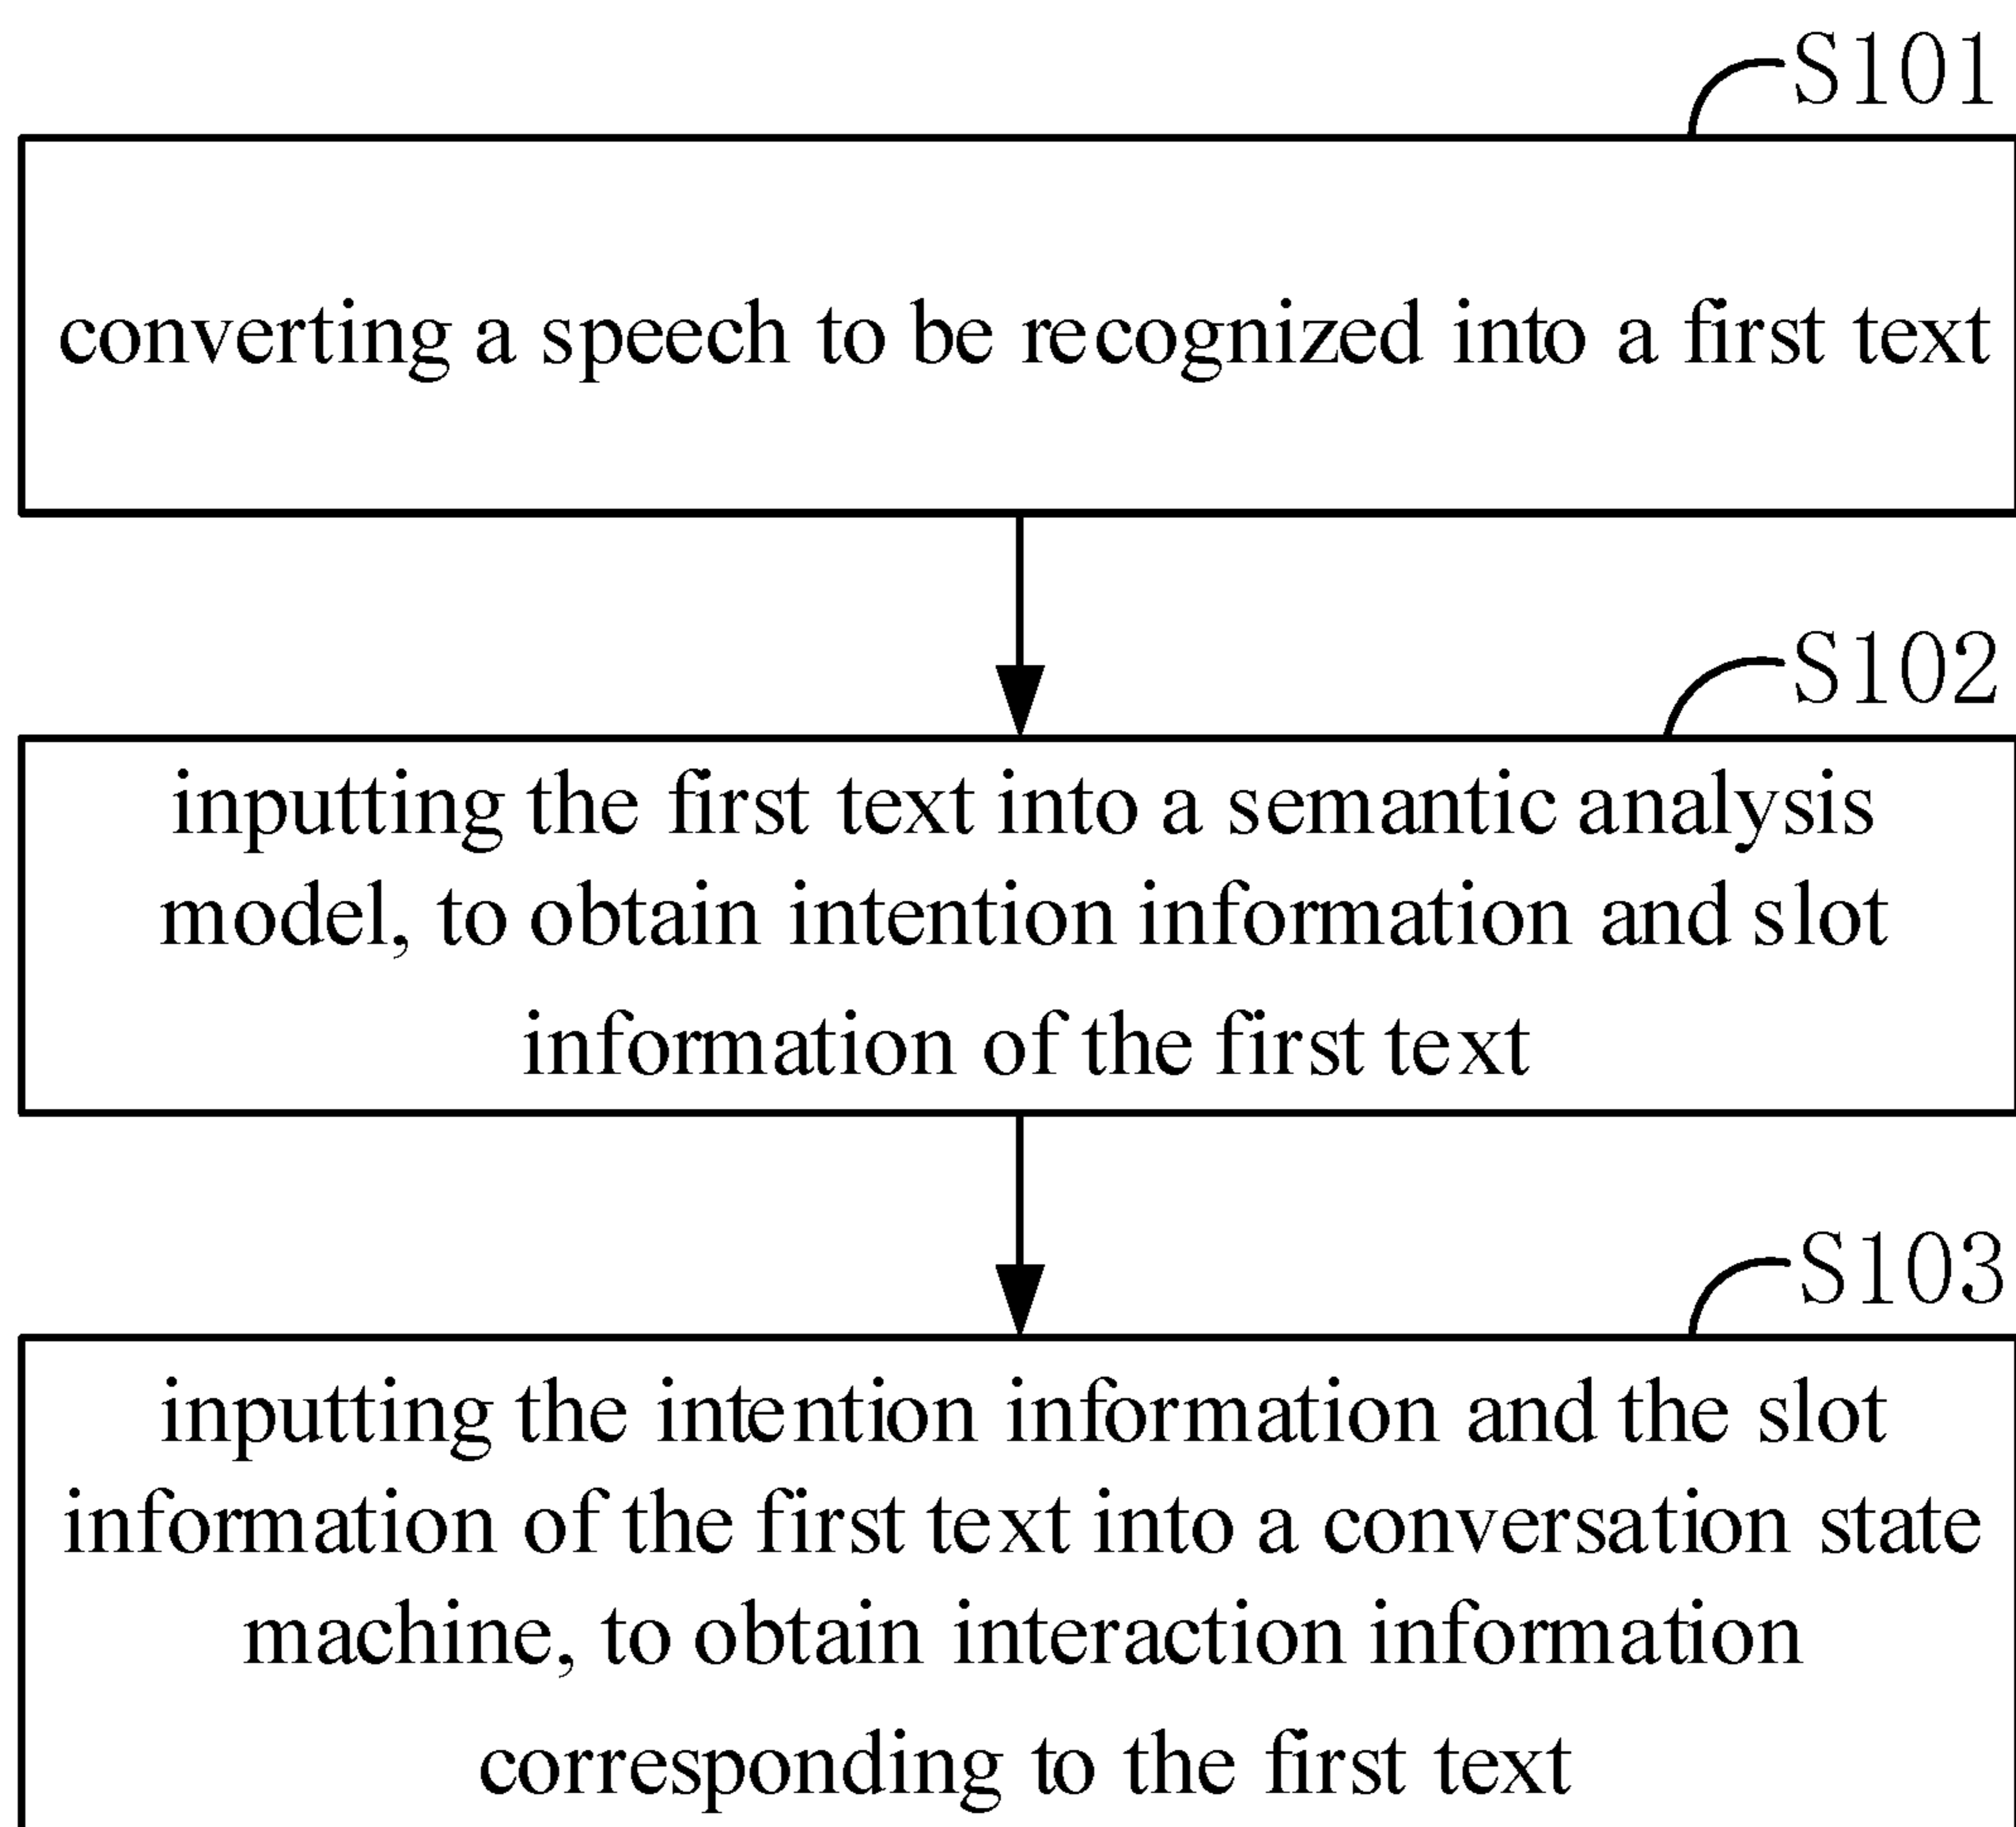 S101
converting a speech to be recognized into a first text
S102
inputting the first text into a semantic analysis
model, to obtain intention information and slot
information of the first text
S103
inputting the intention information and the slot
information of the first text into a conversation state
machine, to obtain interaction information
corresponding to the first text